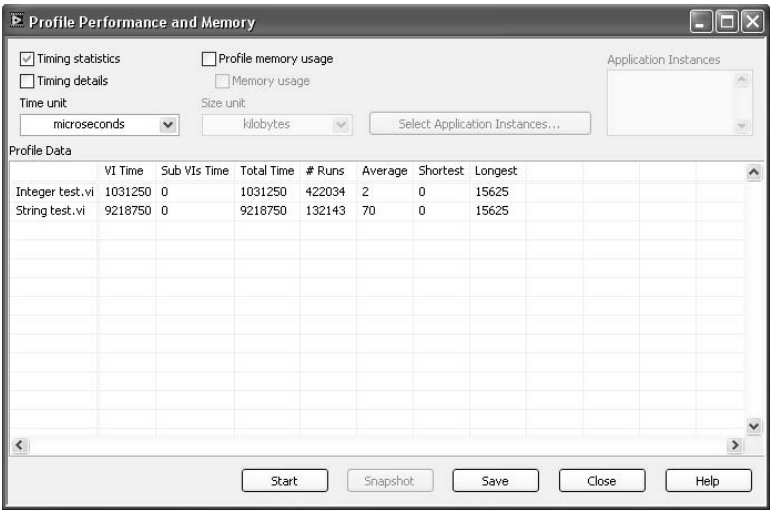 Profile Performance and Memory
Timing statistics
Profile memory usage
Application Instances
Timing details
Memory usage
Time unit
Size unit
microseconds
kilobytes
Select Application Instances...
Profile Data
VI Time Sub VIs Time Total Time # Runs Average Shortest Longest
Integer test.vi 1031250 0 1031250 422034 2 0 15625
String test.vi 9218750 0 9218750 132143 70 0 15625
Start Snapshot Save Close Help